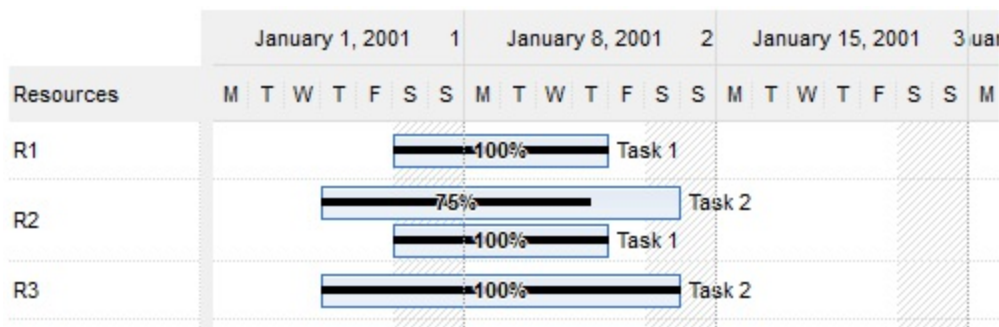 January 1, 2001 1 January 8, 2001 2 January 15, 2001 3
Resources M T W T F S S M T W T F S S M T W T F S S M
R1 100% Task 1
75% Task 2
R2
100% Task 1
R3 100% Task 2